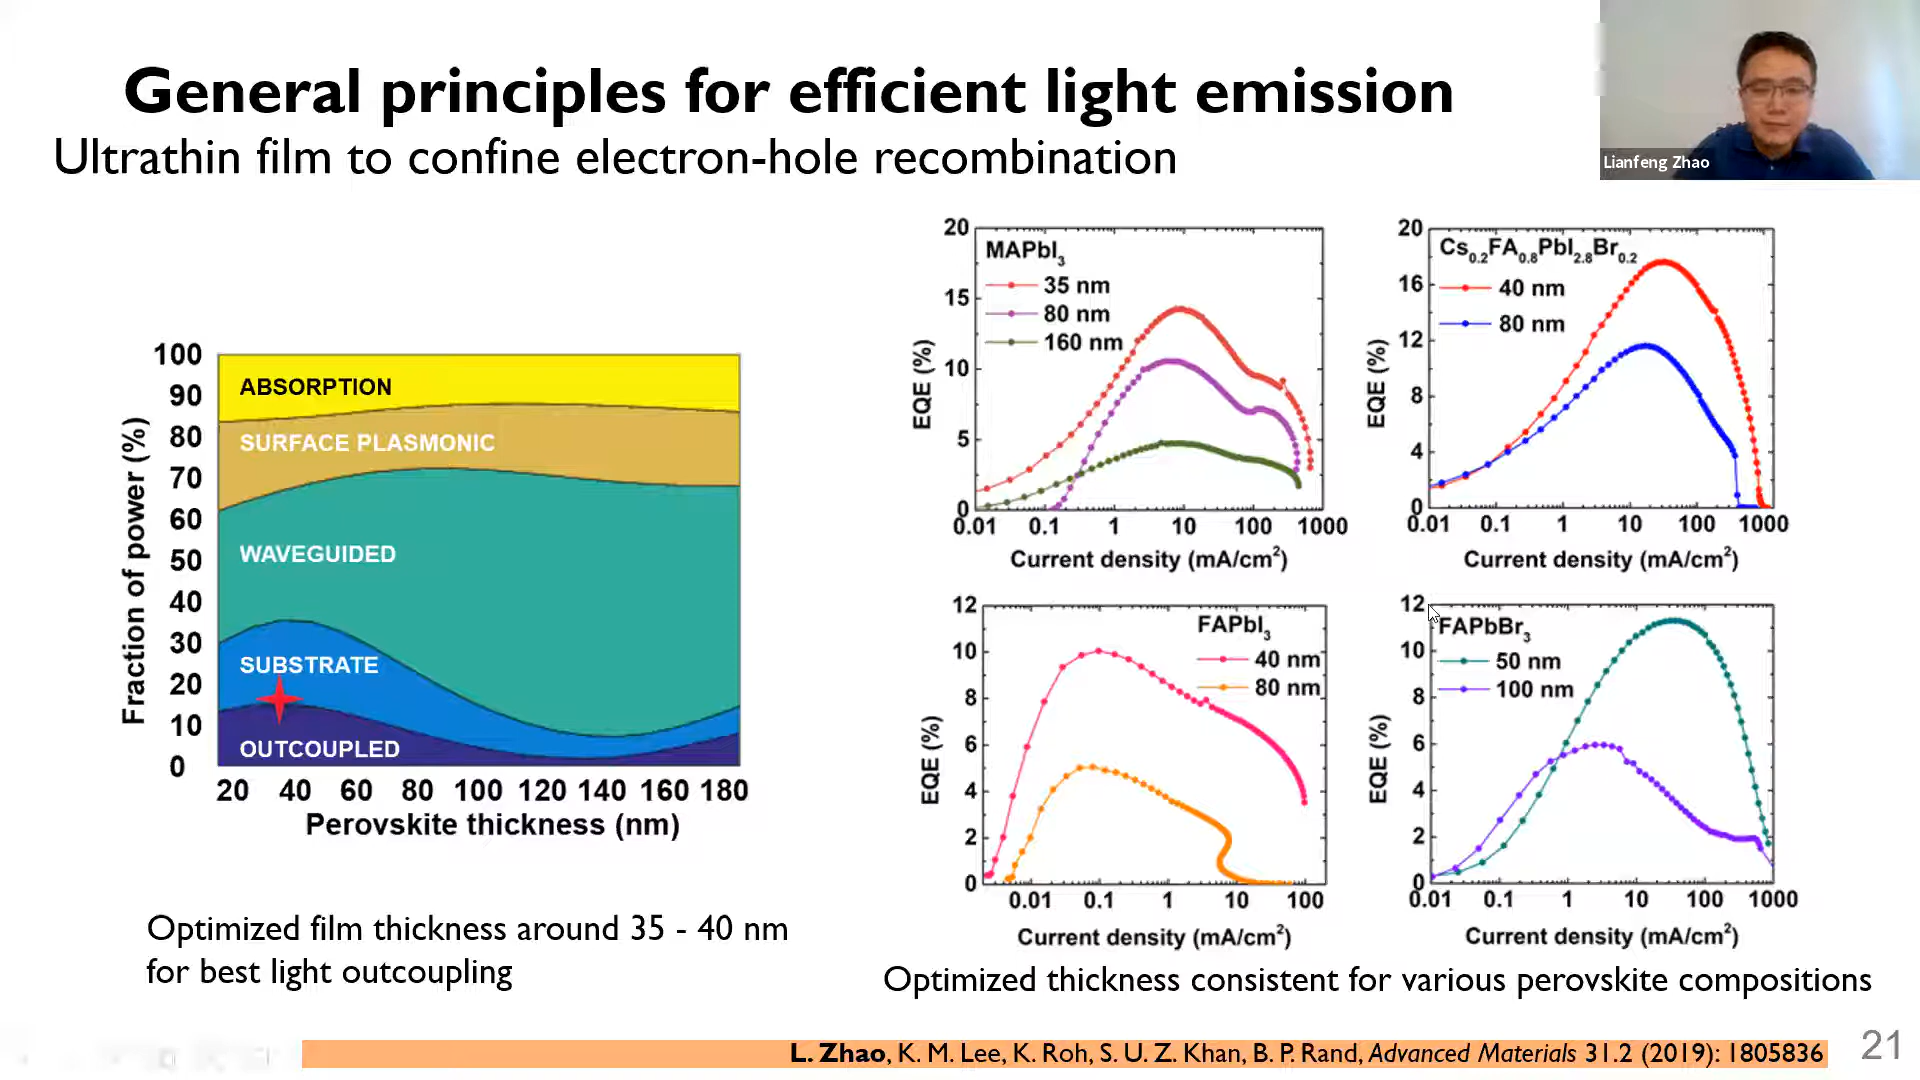 General principles for efficient light emission
Ultrathin film to confine electron-hole recombination
Lianfeng Zhao
Fraction of power (%)
100
90
80
70
60
50
40
30
20
10
0
ABSORPTION
SURFACE PLASMONIC
WAVEGUIDED
SUBSTRATE
OUTCOUPLED
20 40 60 80 100 120 140 160 180
Perovskite thickness (nm)
Optimized film thickness around 35 - 40 nm
for best light outcoupling
EQE (%)
20
15
10
5
0
MAPbI3
35 nm
80 nm
160 nm
0.01 0.1 1 10 100 1000
Current density (mA/cm2)
EQE (%)
20
16
12
8
4
0
Cs0.2FA0.8PbI2.8Br0.2
40 nm
80 nm
0.01 0.1 1 10 100 1000
Current density (mA/cm2)
EQE (%)
12
10
8
6
4
2
0
FAPbI3
40 nm
80 nm
0.01 0.1 1 10 100
Current density (mA/cm2)
EQE (%)
12
10
8
6
4
2
0
FAPbBr3
50 nm
100 nm
0.01 0.1 1 10 100 1000
Current density (mA/cm2)
Optimized thickness consistent for various perovskite compositions
L. Zhao, K. M. Lee, K. Roh, S. U. Z. Khan, B. P. Rand, Advanced Materials 31.2 (2019): 1805836
21